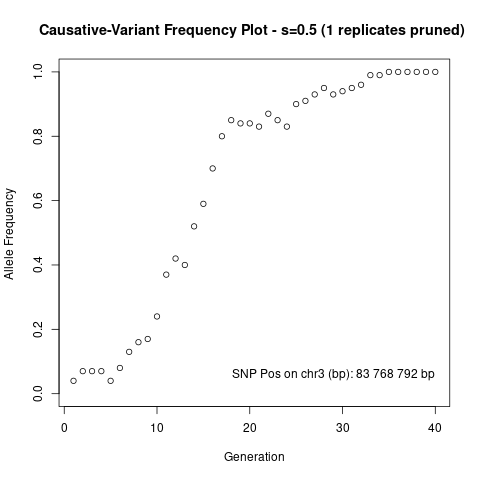 Causative-Variant Frequency Plot - s=0.5 (1 replicates pruned)
1.0
0.8
0.6
0.4
0.2
0.0
Allele Frequency
SNP Pos on chr3 (bp): 83 768 792 bp
0 10 20 30 40
Generation